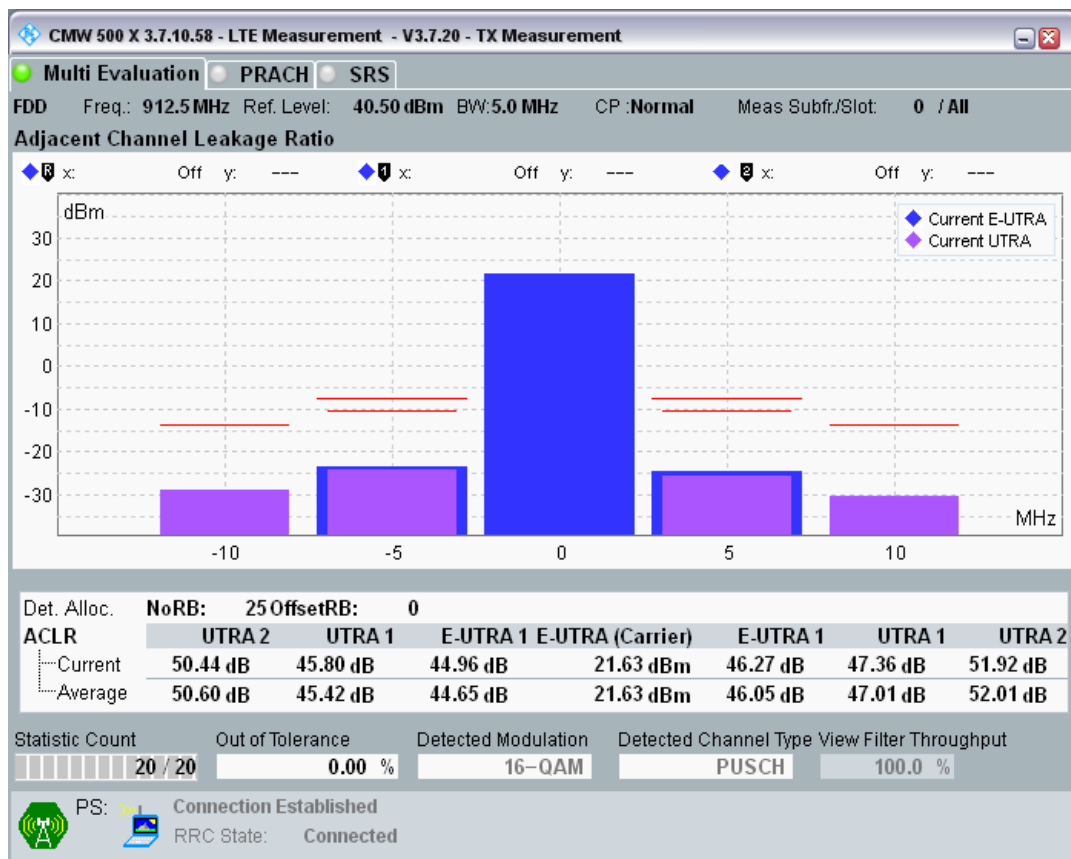 CMW 500 X 3.7.10.58 - LTE Measurement - V3.7.20 - TX Measurement
Multi Evaluation PRACH SRS
FDD Freq.: 912.5 MHz Ref. Level: 40.50 dBm BW:5.0 MHz CP :Normal Meas Subfr./Slot: 0 / All
Adjacent Channel Leakage Ratio
R x: Off y: --- 1 x: Off y: --- 2 x: Off y: ---
dBm
Current E-UTRA
Current UTRA
30
20
10
0
-10
-20
-30
MHz
-10 -5 0 5 10
Det. Alloc. NoRB: 25 OffsetRB: 0
ACLR UTRA 2 UTRA 1 E-UTRA 1 E-UTRA (Carrier) E-UTRA 1 UTRA 1 UTRA 2
Current 50.44 dB 45.80 dB 44.96 dB 21.63 dBm 46.27 dB 47.36 dB 51.92 dB
Average 50.60 dB 45.42 dB 44.65 dB 21.63 dBm 46.05 dB 47.01 dB 52.01 dB
Statistic Count Out of Tolerance Detected Modulation Detected Channel Type View Filter Throughput
20 / 20 0.00 % 16-QAM PUSCH 100.0 %
PS: Connection Established
RRC State: Connected